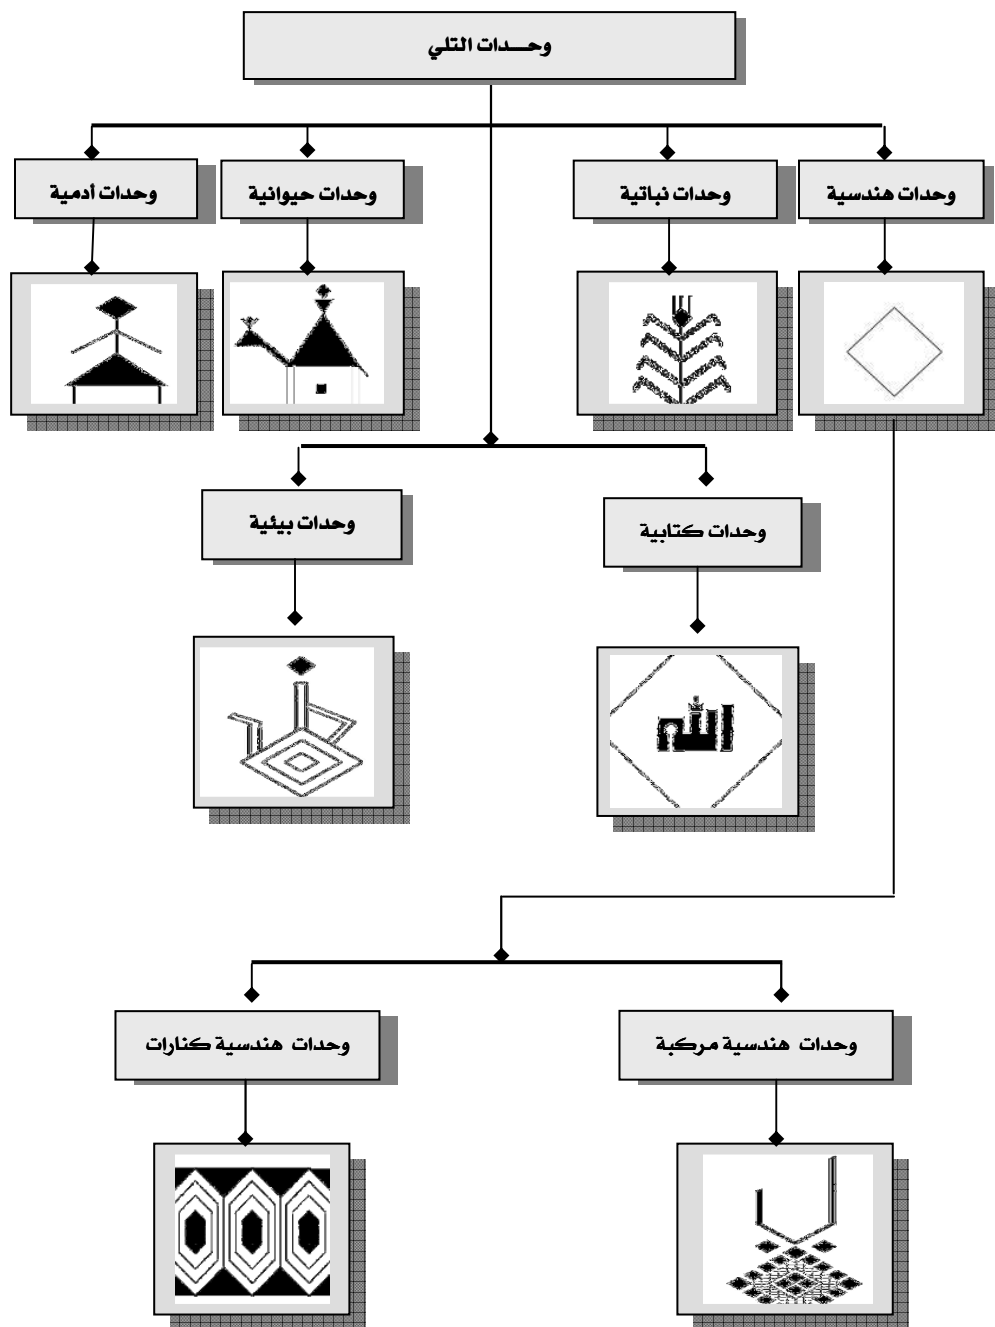 وحـــدات التلي
وحدات هندسية
وحدات نباتية
وحدات حيوانية
وحدات أدمية
وحدات كتابية
وحدات بيئية
الله
وحدات هندسية مركبة
وحدات هندسية كنارات